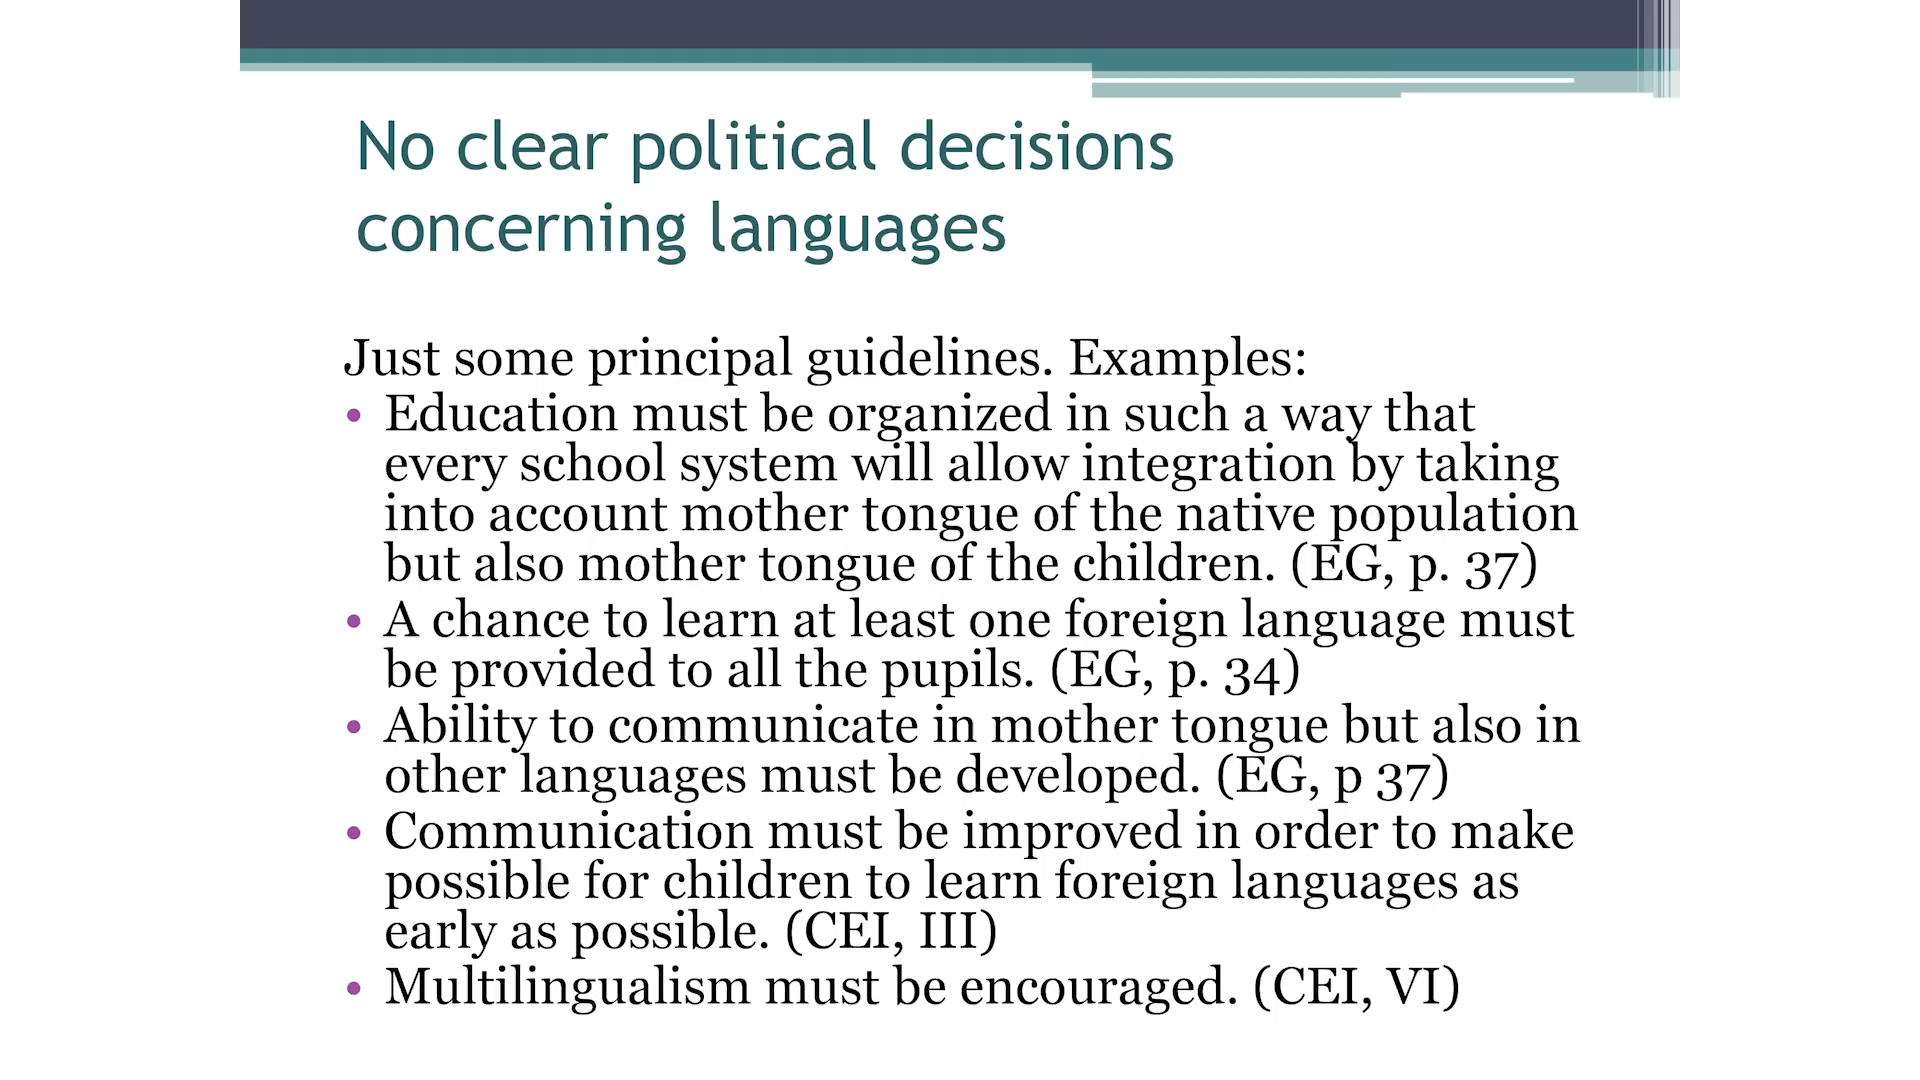 No clear political decisions
concerning languages
Just some principal guidelines. Examples:
• Education must be organized in such a way that
every school system will allow integration by taking
into account mother tongue of the native population
but also mother tongue of the children. (EG, p. 37)
• A chance to learn at least one foreign language must
be provided to all the pupils. (EG, p. 34)
• Ability to communicate in mother tongue but also in
other languages must be developed. (EG, p 37)
• Communication must be improved in order to make
possible for children to learn foreign languages as
early as possible. (CEI, III)
• Multilingualism must be encouraged. (CEI, VI)